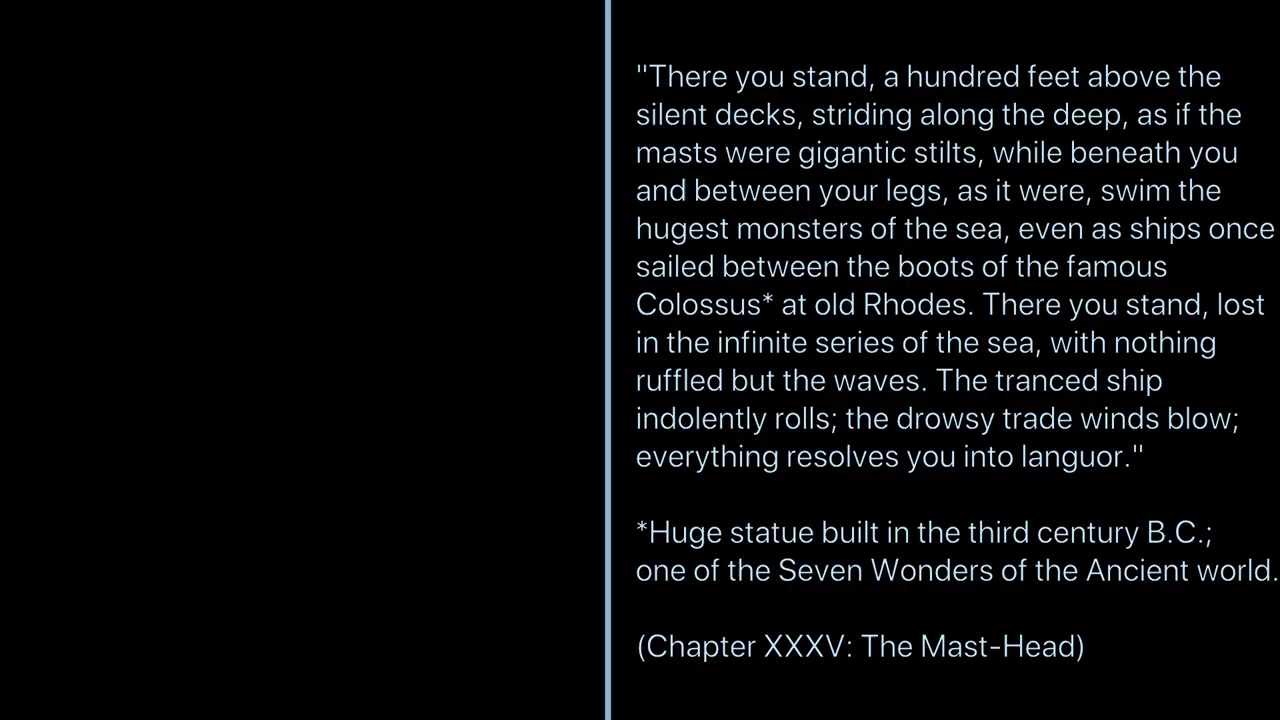 "There you stand, a hundred feet above the
silent decks, striding along the deep, as if the
masts were gigantic stilts, while beneath you
and between your legs, as it were, swim the
hugest monsters of the sea, even as ships once
sailed between the boots of the famous
Colossus* at old Rhodes. There you stand, lost
in the infinite series of the sea, with nothing
ruffled but the waves. The tranced ship
indolently rolls; the drowsy trade winds blow;
everything resolves you into languor."
*Huge statue built in the third century B.C.;
one of the Seven Wonders of the Ancient world.
(Chapter XXXV: The Mast-Head)